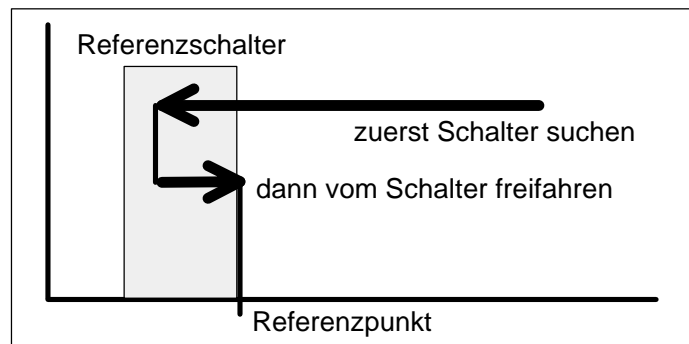 Referenzschalter
zuerst Schalter suchen
dann vom Schalter freifahren
Referenzpunkt